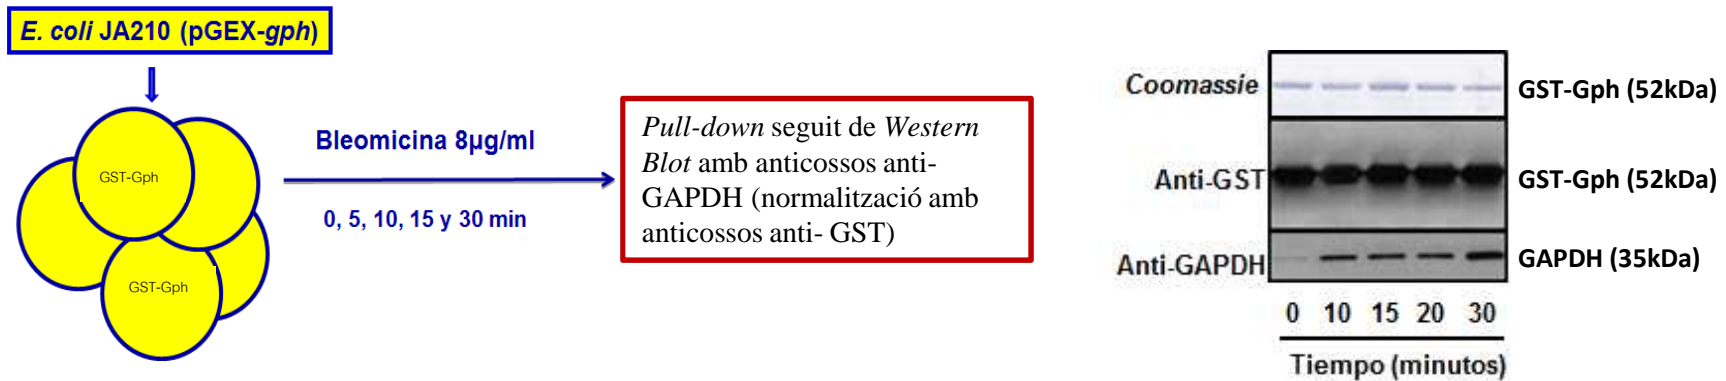 E. coli JA210 (pGEX-gph)
GST-Gph
GST-Gph
Bleomicina 8µg/ml
0, 5, 10, 15 y 30 min
Pull-down seguit de Western
Blot amb anticossos anti-
GAPDH (normalització amb
anticossos anti- GST)
Coomassie
GST-Gph (52kDa)
Anti-GST
GST-Gph (52kDa)
Anti-GAPDH
GAPDH (35kDa)
0 10 15 20 30
Tiempo (minutos)